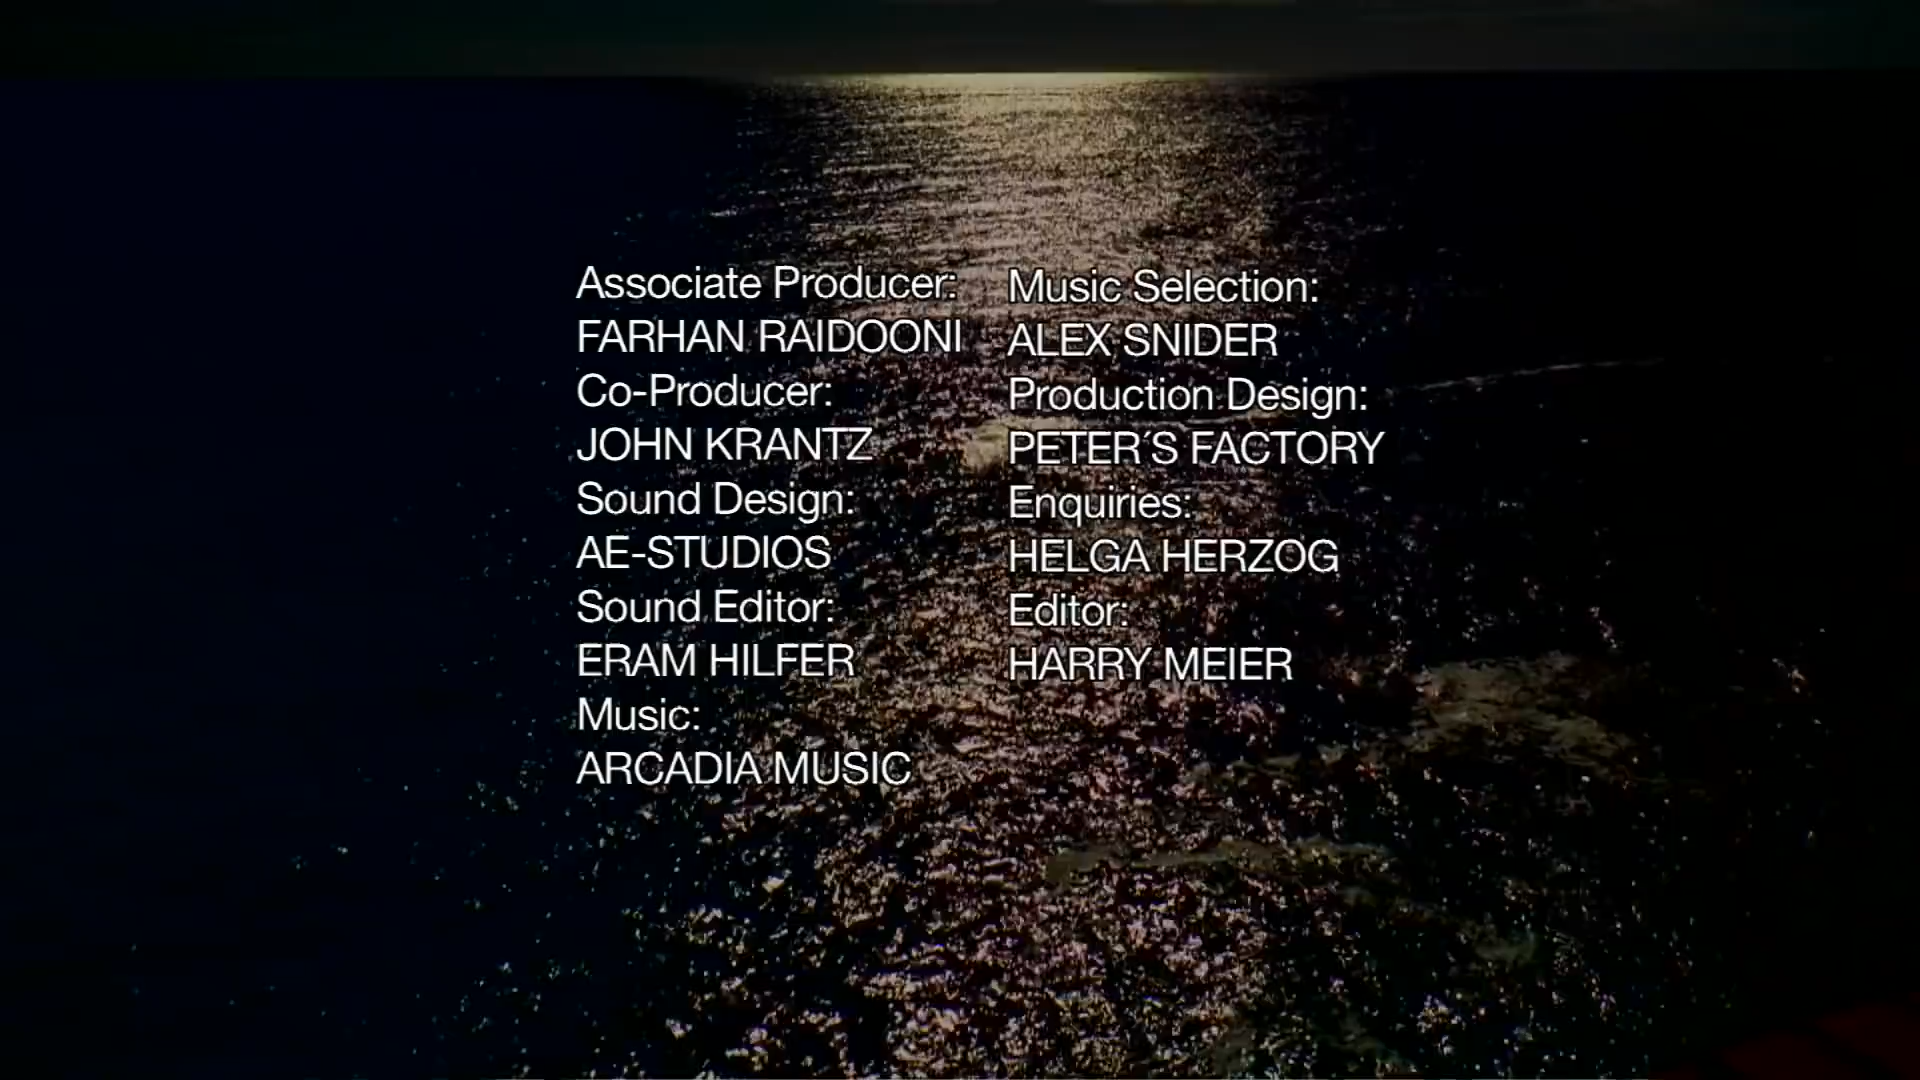 Associate Producer:
FARHAN RAIDOONI
Co-Producer:
JOHN KRANTZ
Sound Design:
AE-STUDIOS
Sound Editor:
ERAM HILFER
Music:
ARCADIA MUSIC
Music Selection:
ALEX SNIDER
Production Design:
PETER´S FACTORY
Enquiries:
HELGA HERZOG
Editor:
HARRY MEIER